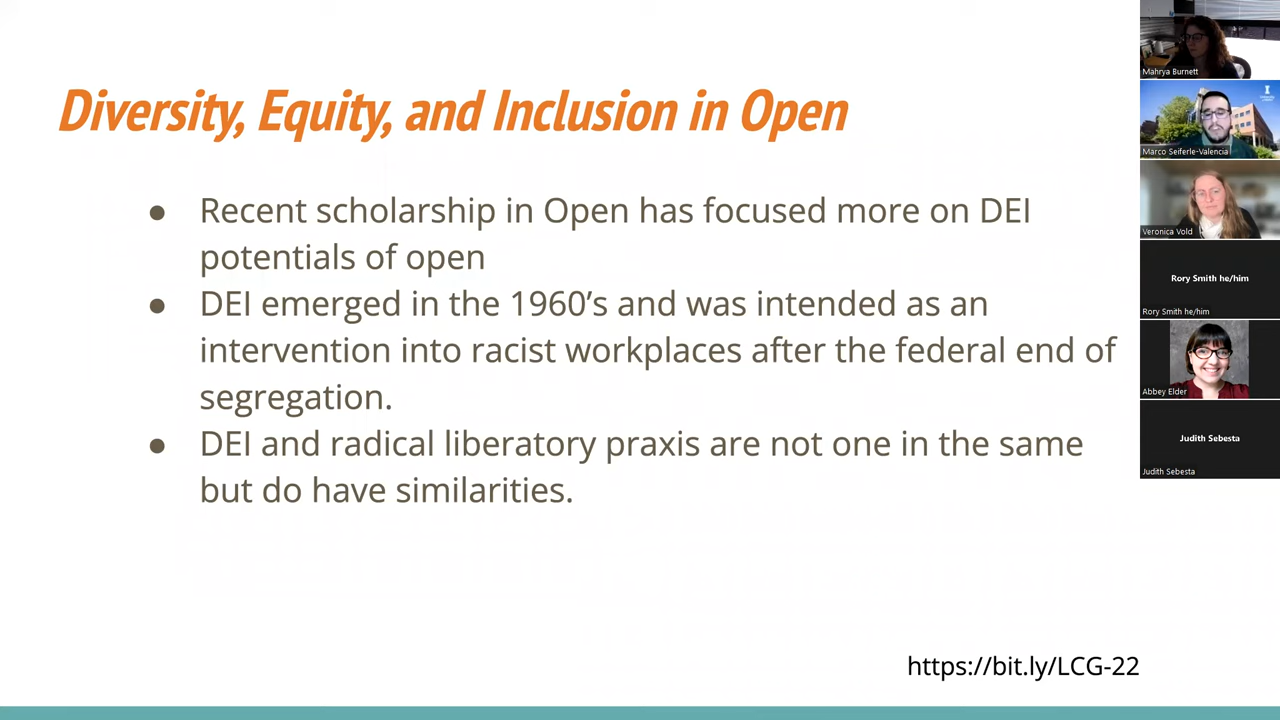 Diversity, Equity, and Inclusion in Open
● Recent scholarship in Open has focused more on DEI
potentials of open
● DEI emerged in the 1960’s and was intended as an
intervention into racist workplaces after the federal end of
segregation.
● DEI and radical liberatory praxis are not one in the same
but do have similarities.
https://bit.ly/LCG-22
Mahrya Burnett
I
Marco Seiferle-Valencia
Veronica Vold
Rory Smith he/him
Rory Smith he/him
Abbey Elder
Judith Sebesta
Judith Sebesta